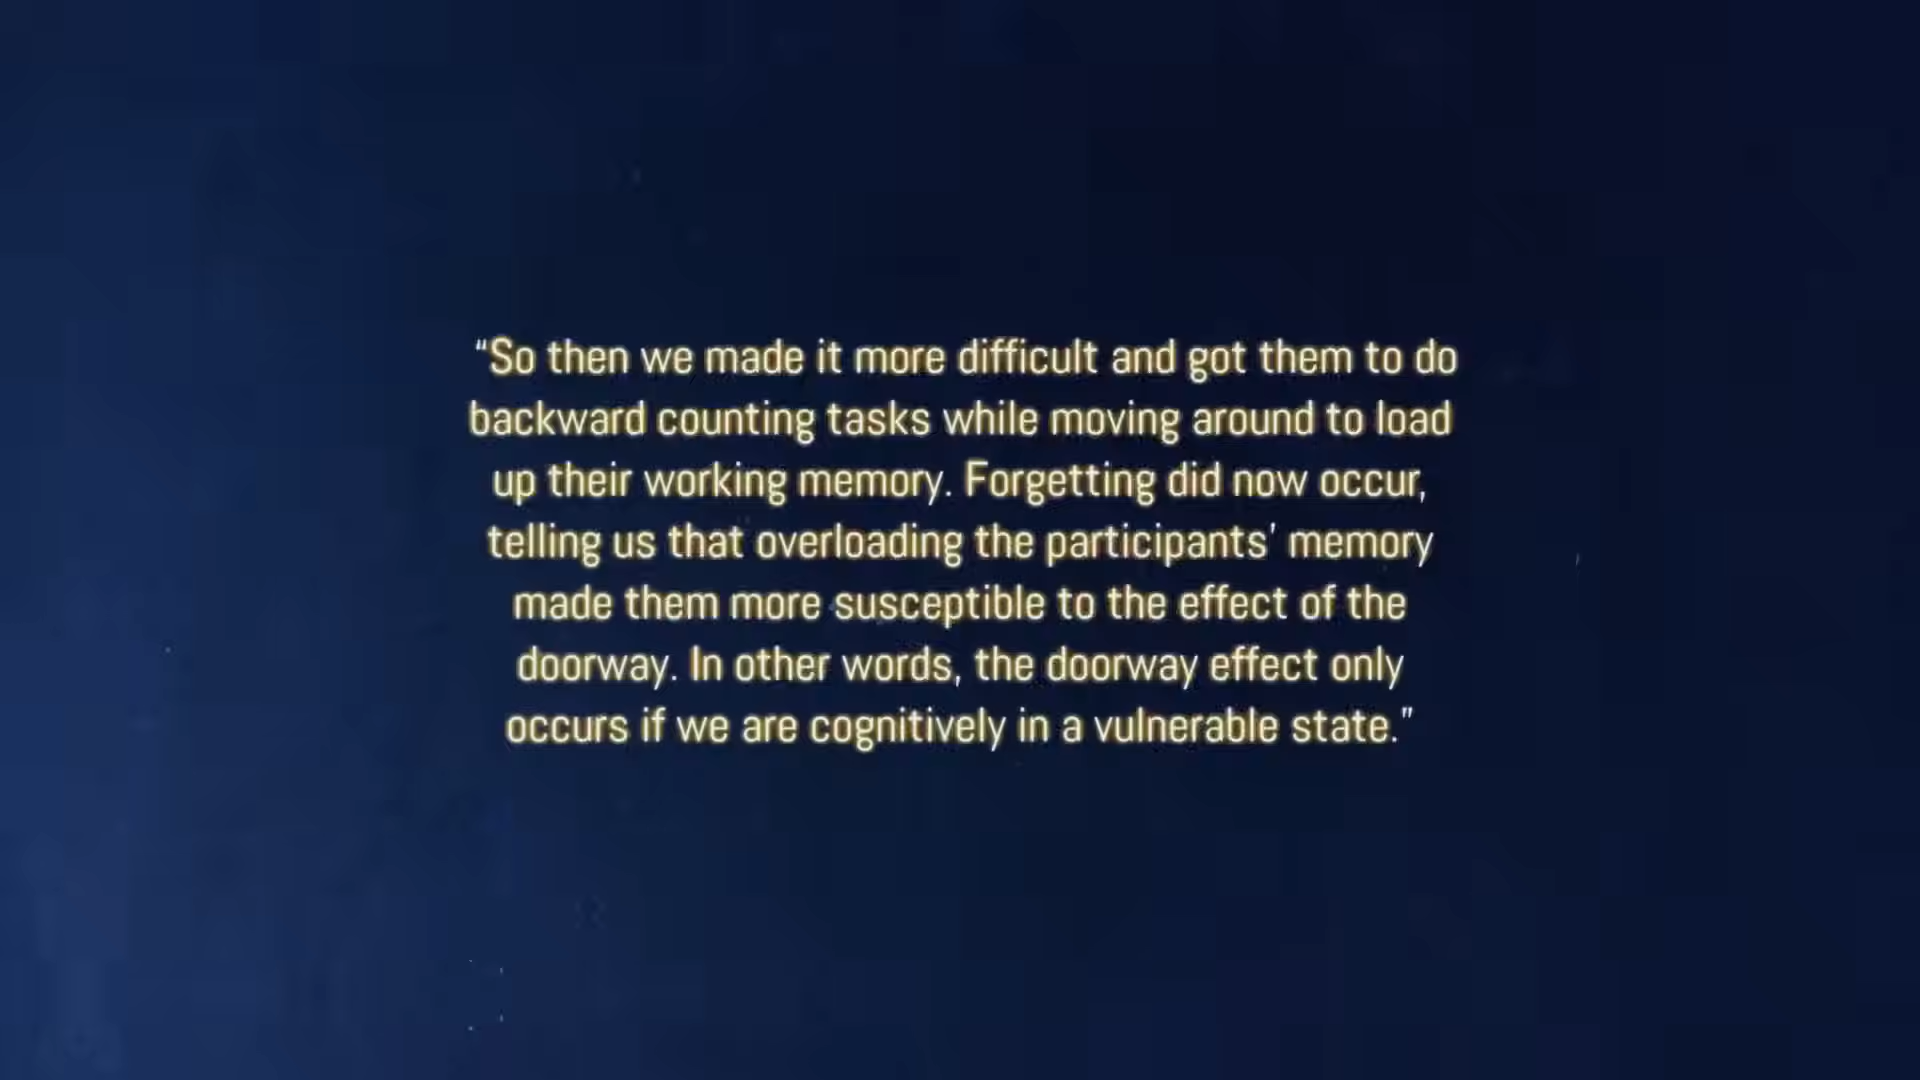 “So then we made it more difficult and got them to do
backward counting tasks while moving around to load
up their working memory. Forgetting did now occur,
telling us that overloading the participants’ memory
made them more susceptible to the effect of the
doorway. In other words, the doorway effect only
occurs if we are cognitively in a vulnerable state.”